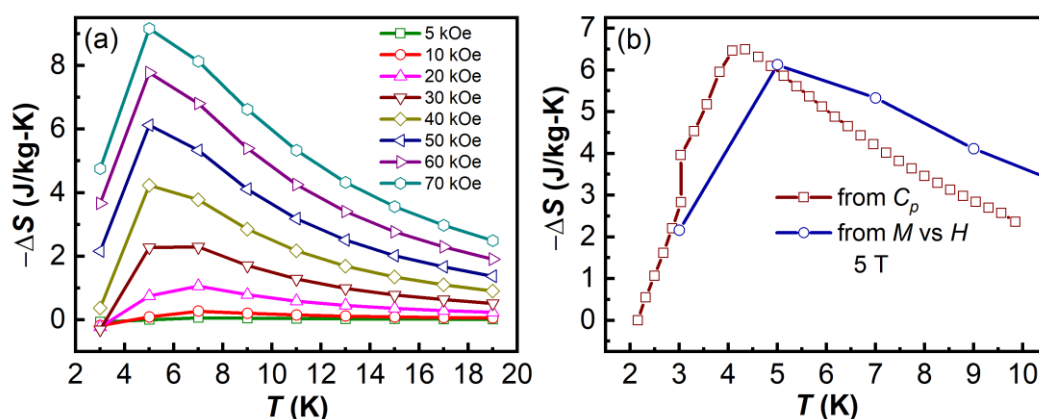 (a)
5 kOe
10 kOe
20 kOe
30 kOe
40 kOe
50 kOe
60 kOe
70 kOe
8
6
4
2
0
−ΔS (J/kg-K)
2 4 6 8 10 12 14 16 18 20
T (K)
(b)
7
6
5
4
3
2
1
0
−ΔS (J/kg-K)
from Cp
from M vs H
5 T
2 3 4 5 6 7 8 9 10
T (K)